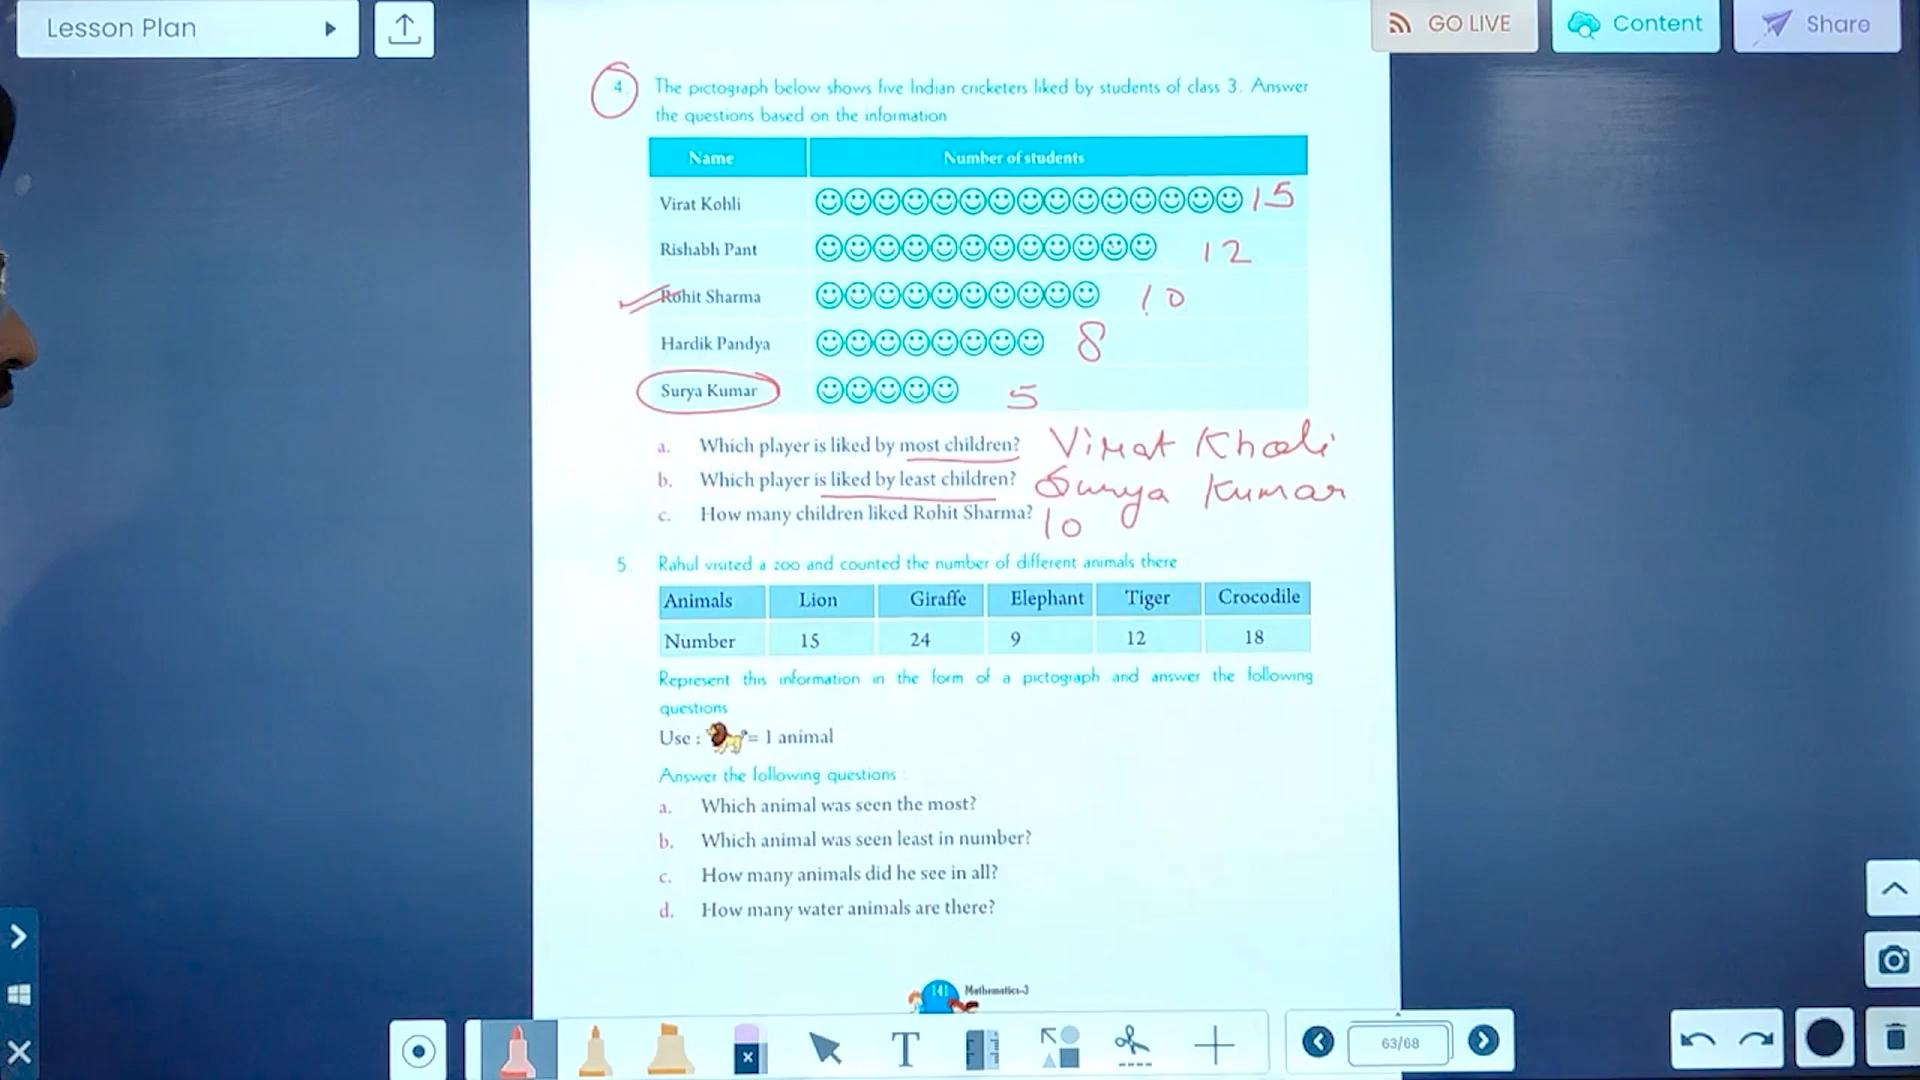 Lesson Plan
GO LIVE
Content
Share
4. The pictograph below shows five Indian cricketers liked by students of class 3. Answer
the questions based on the information
Name Number of students
Virat Kohli 15
Rishabh Pant 12
Rohit Sharma 10
Hardik Pandya 8
Surya Kumar 5
a. Which player is liked by most children? Virat Kholi
b. Which player is liked by least children? Surya Kumar
c. How many children liked Rohit Sharma? 10
5 Rahul visited a zoo and counted the number of different animals there
Animals Lion Giraffe Elephant Tiger Crocodile
Number 15 24 9 12 18
Represent this information in the form of a pictograph and answer the following
questions
Use : = 1 animal
Answer the following questions :
a. Which animal was seen the most?
b. Which animal was seen least in number?
c. How many animals did he see in all?
d. How many water animals are there?
141 Mathematics-3
T
63/68